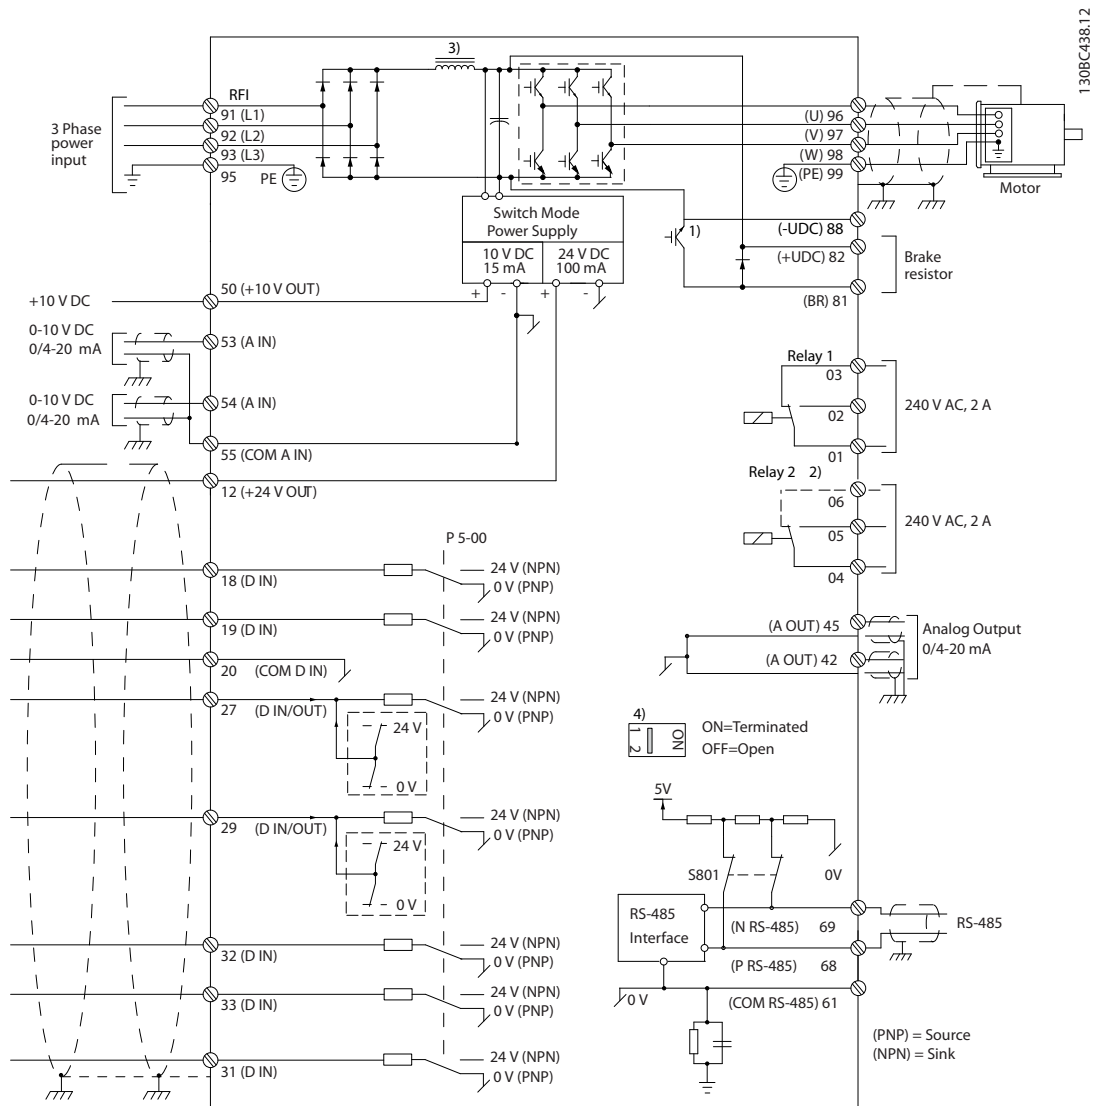 130BC438.12
3)
RFI
91 (L1)
92 (L2)
93 (L3)
95
PE
3 Phase
power
input
(U) 96
(V) 97
(W) 98
(PE) 99
Motor
Switch Mode
Power Supply
10 V DC
15 mA
24 V DC
100 mA
+ - + -
1)
(-UDC) 88
(+UDC) 82
(BR) 81
Brake
resistor
+10 V DC
50 (+10 V OUT)
0-10 V DC
0/4-20 mA
53 (A IN)
0-10 V DC
0/4-20 mA
54 (A IN)
55 (COM A IN)
12 (+24 V OUT)
Relay 1
03
02
01
240 V AC, 2 A
Relay 2 2)
06
05
04
240 V AC, 2 A
P 5-00
18 (D IN)
24 V (NPN)
0 V (PNP)
19 (D IN)
24 V (NPN)
0 V (PNP)
20 (COM D IN)
27 (D IN/OUT)
24 V (NPN)
0 V (PNP)
24 V
0 V
29 (D IN/OUT)
24 V (NPN)
0 V (PNP)
24 V
0 V
32 (D IN)
24 V (NPN)
0 V (PNP)
33 (D IN)
24 V (NPN)
0 V (PNP)
31 (D IN)
24 V (NPN)
0 V (PNP)
(A OUT) 45
(A OUT) 42
Analog Output
0/4-20 mA
4)
1 2
ON
ON=Terminated
OFF=Open
5V
S801
0V
RS-485
Interface
(N RS-485) 69
(P RS-485) 68
RS-485
0 V
(COM RS-485) 61
(PNP) = Source
(NPN) = Sink